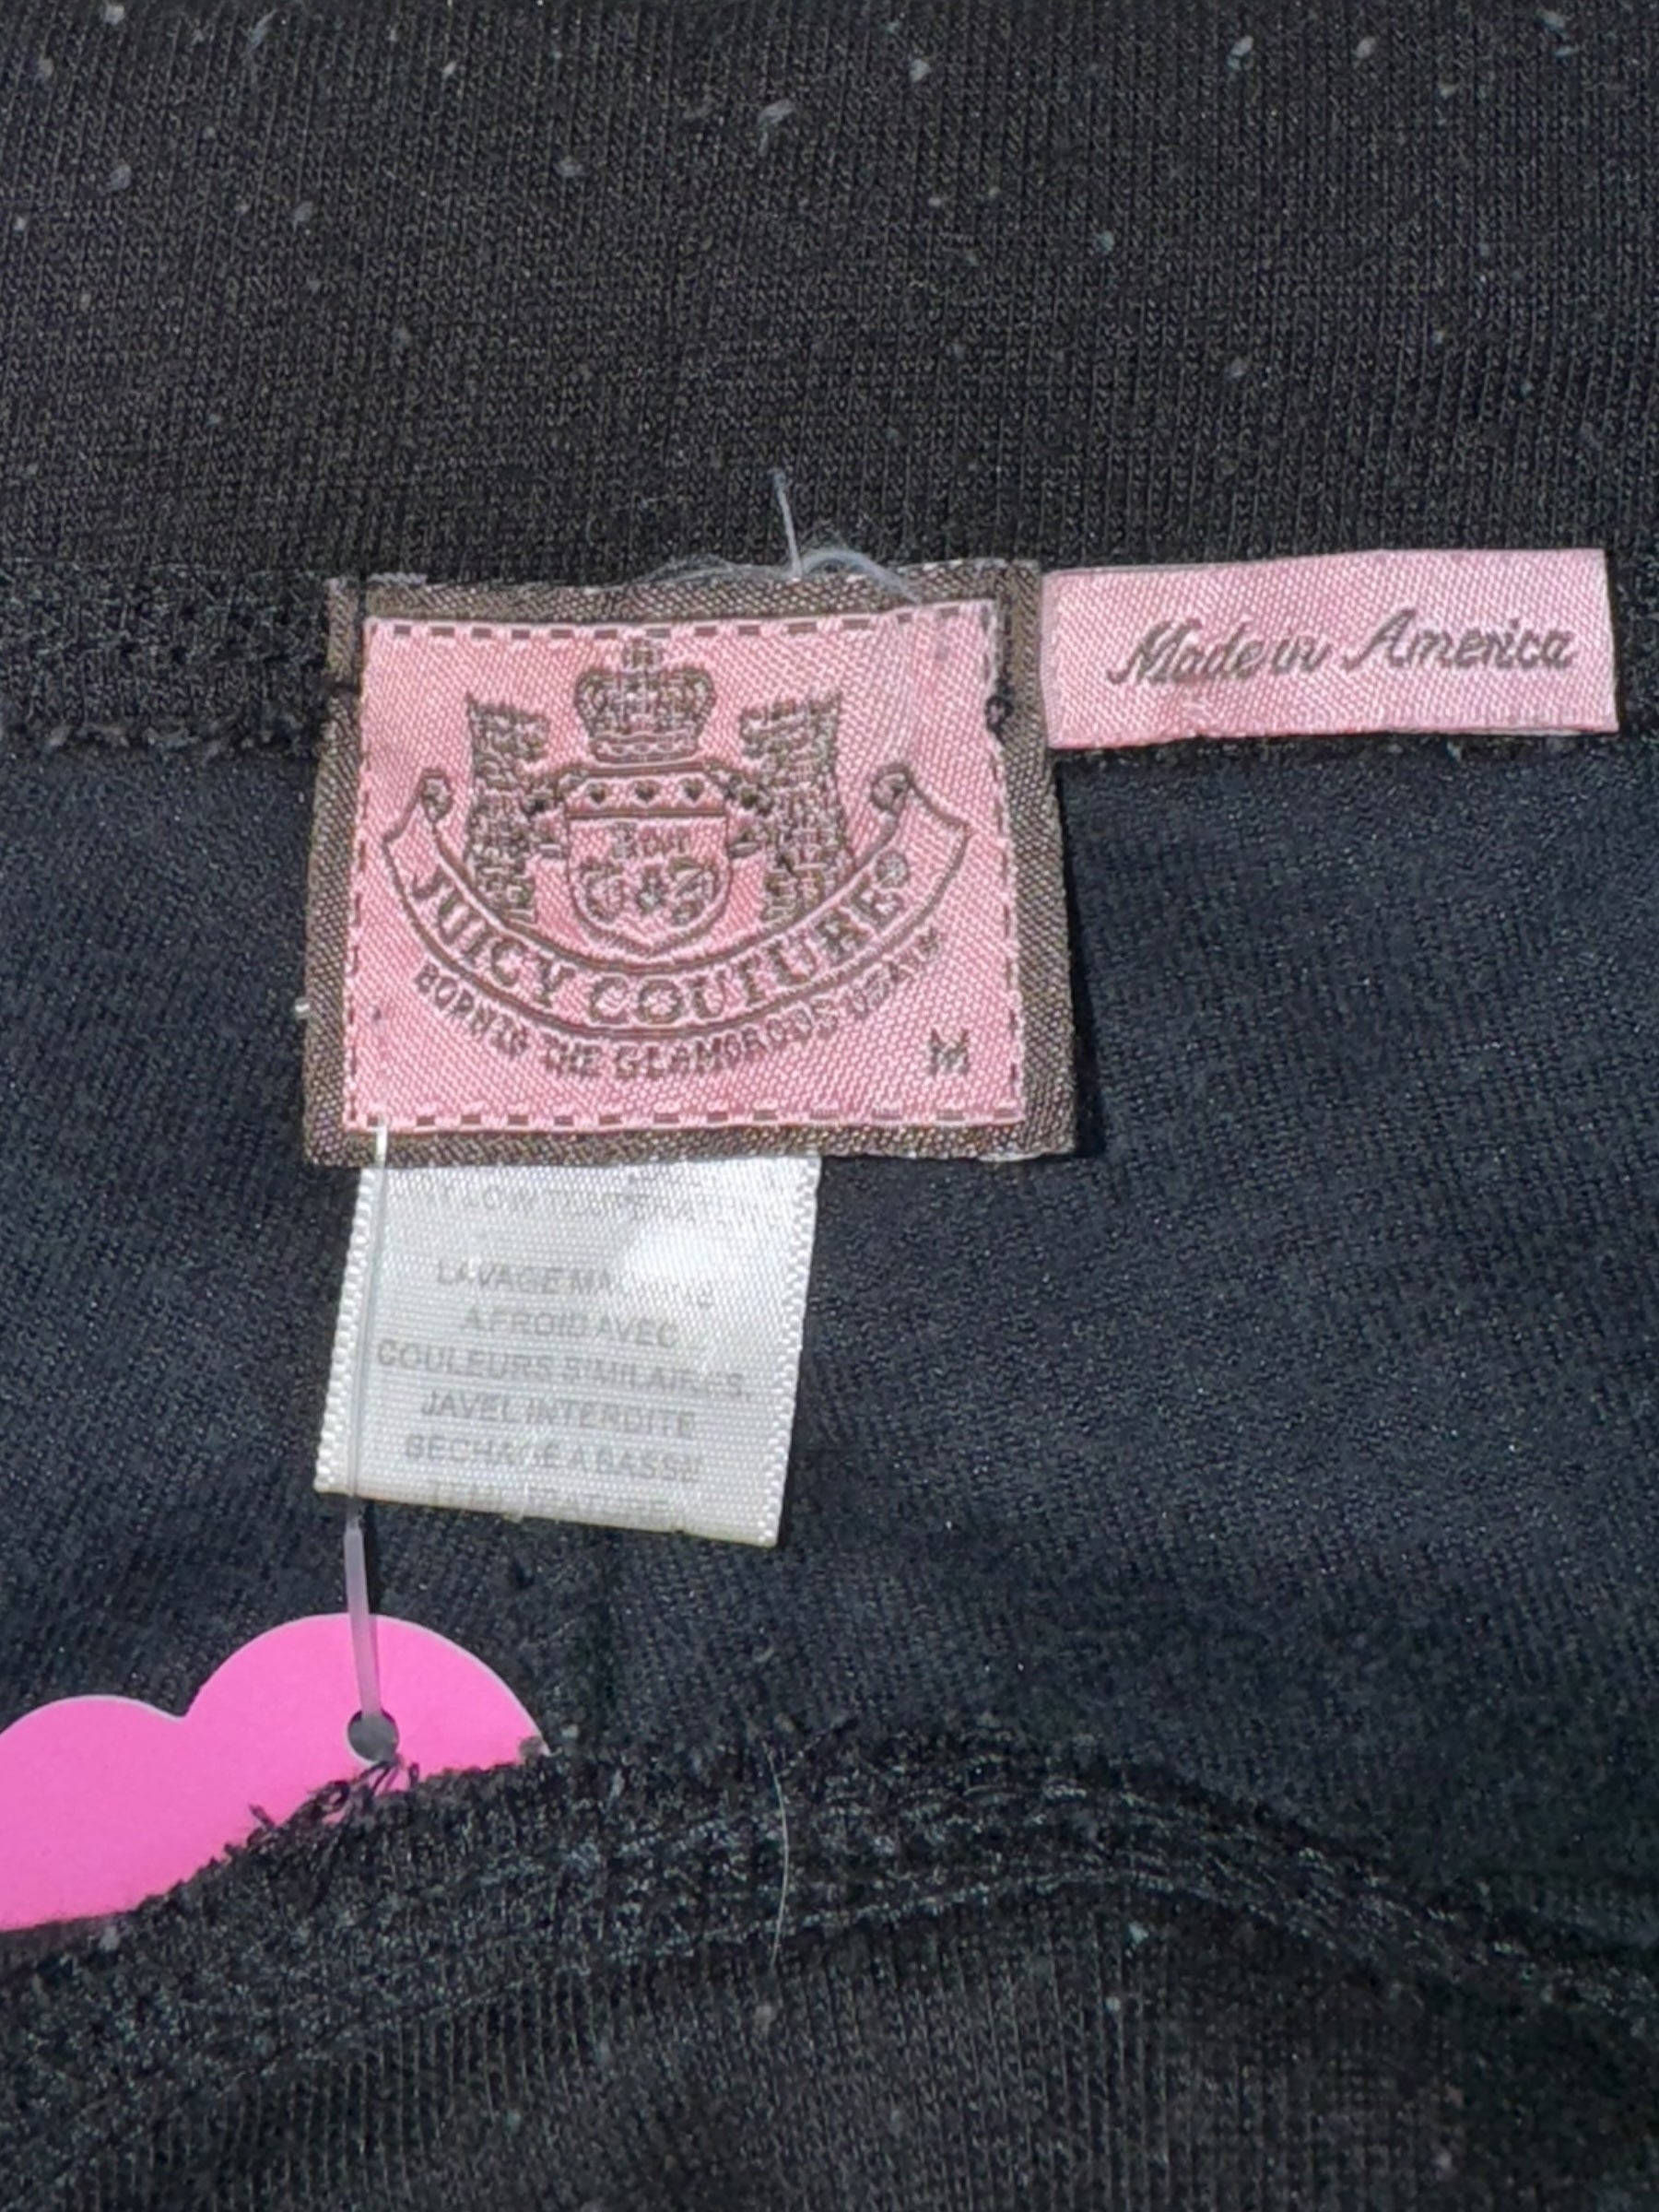 Made in America
JUICY COUTURE®
BORN IN THE GLAMOROUS USA
M
LOW
LAVAGE
A FROID AVEC
COULEURS SIMILAIRES.
JAVEL INTERDITE
SECHAGE A BASSE